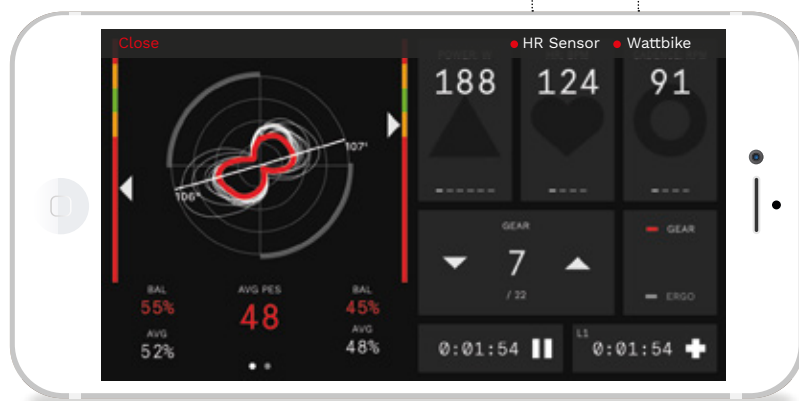 Close
HR Sensor
Wattbike
188
124
91
107°
106°
GEAR
7
/ 22
GEAR
ERGO
BAL
55%
AVG
52%
AVG PES
48
BAL
45%
AVG
48%
0:01:54
L1
0:01:54